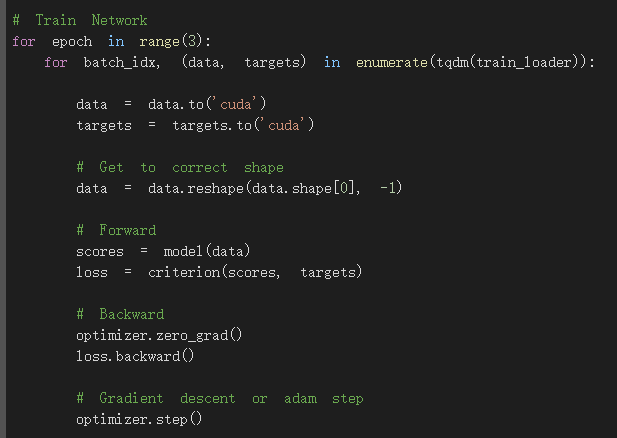 # Train Network
for epoch in range(3):
    for batch_idx, (data, targets) in enumerate(tqdm(train_loader)):
        data = data.to('cuda')
        targets = targets.to('cuda')
        # Get to correct shape
        data = data.reshape(data.shape[0], -1)
        # Forward
        scores = model(data)
        loss = criterion(scores, targets)
        # Backward
        optimizer.zero_grad()
        loss.backward()
        # Gradient descent or adam step
        optimizer.step()